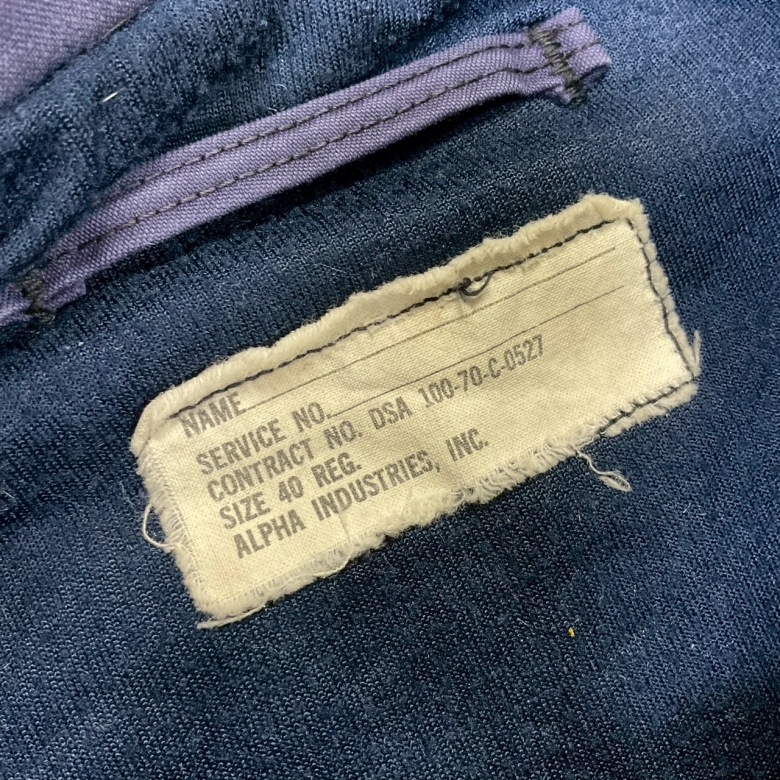 NAME
SERVICE NO.
CONTRACT NO. DSA 100-70-C-0527
SIZE 40 REG.
ALPHA INDUSTRIES, INC.